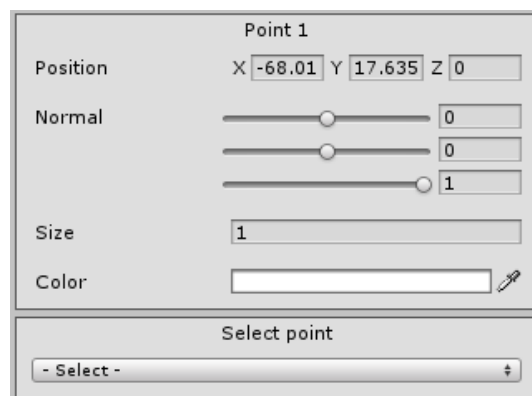 Point 1
Position X -68.01 Y 17.635 Z 0
Normal 0
0
1
Size 1
Color
Select point
- Select -